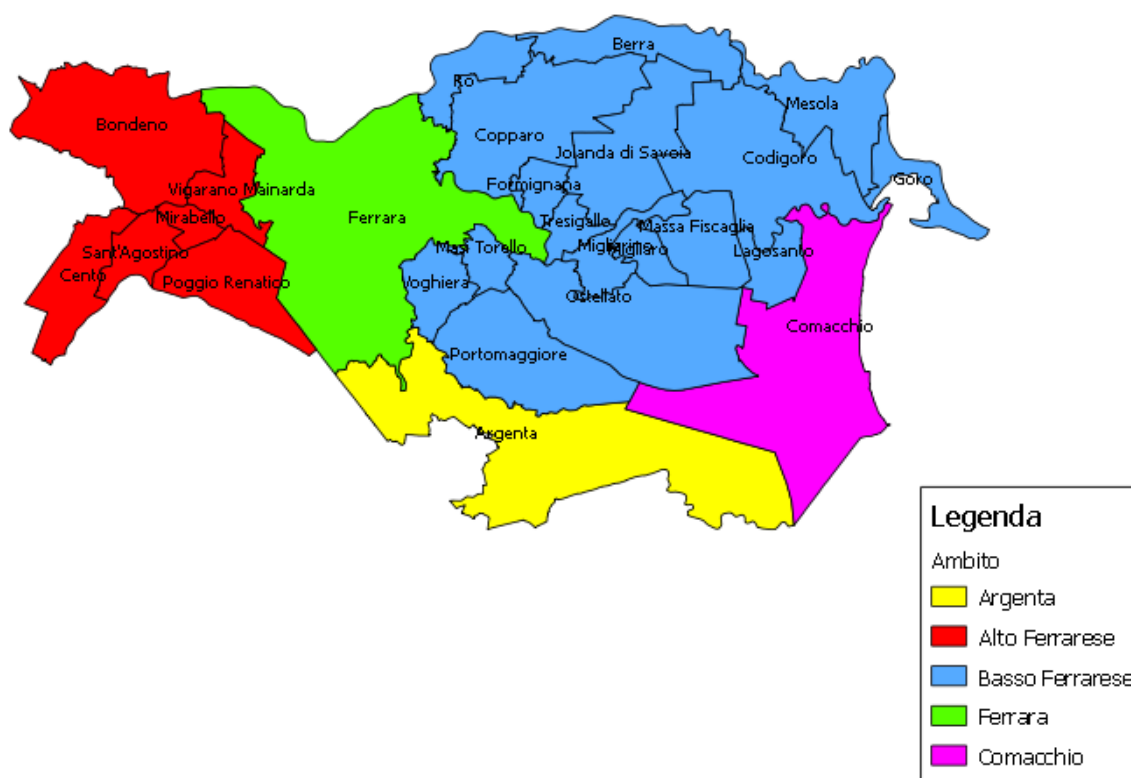 Berra
Ro
Mesola
Bondeno
Copparo
Jolanda di Savoia
Codigoro
Goro
Formignana
Vigarano Mainarda
Mirabello
Ferrara
Tresigallo
Massa Fiscaglia
Migliarino
Migliaro
Masi Torello
Lagosanto
Sant'Agostino
Cento
Poggio Renatico
Voghiera
Ostellato
Comacchio
Portomaggiore
Argenta
Legenda
Ambito
Argenta
Alto Ferrarese
Basso Ferrarese
Ferrara
Comacchio